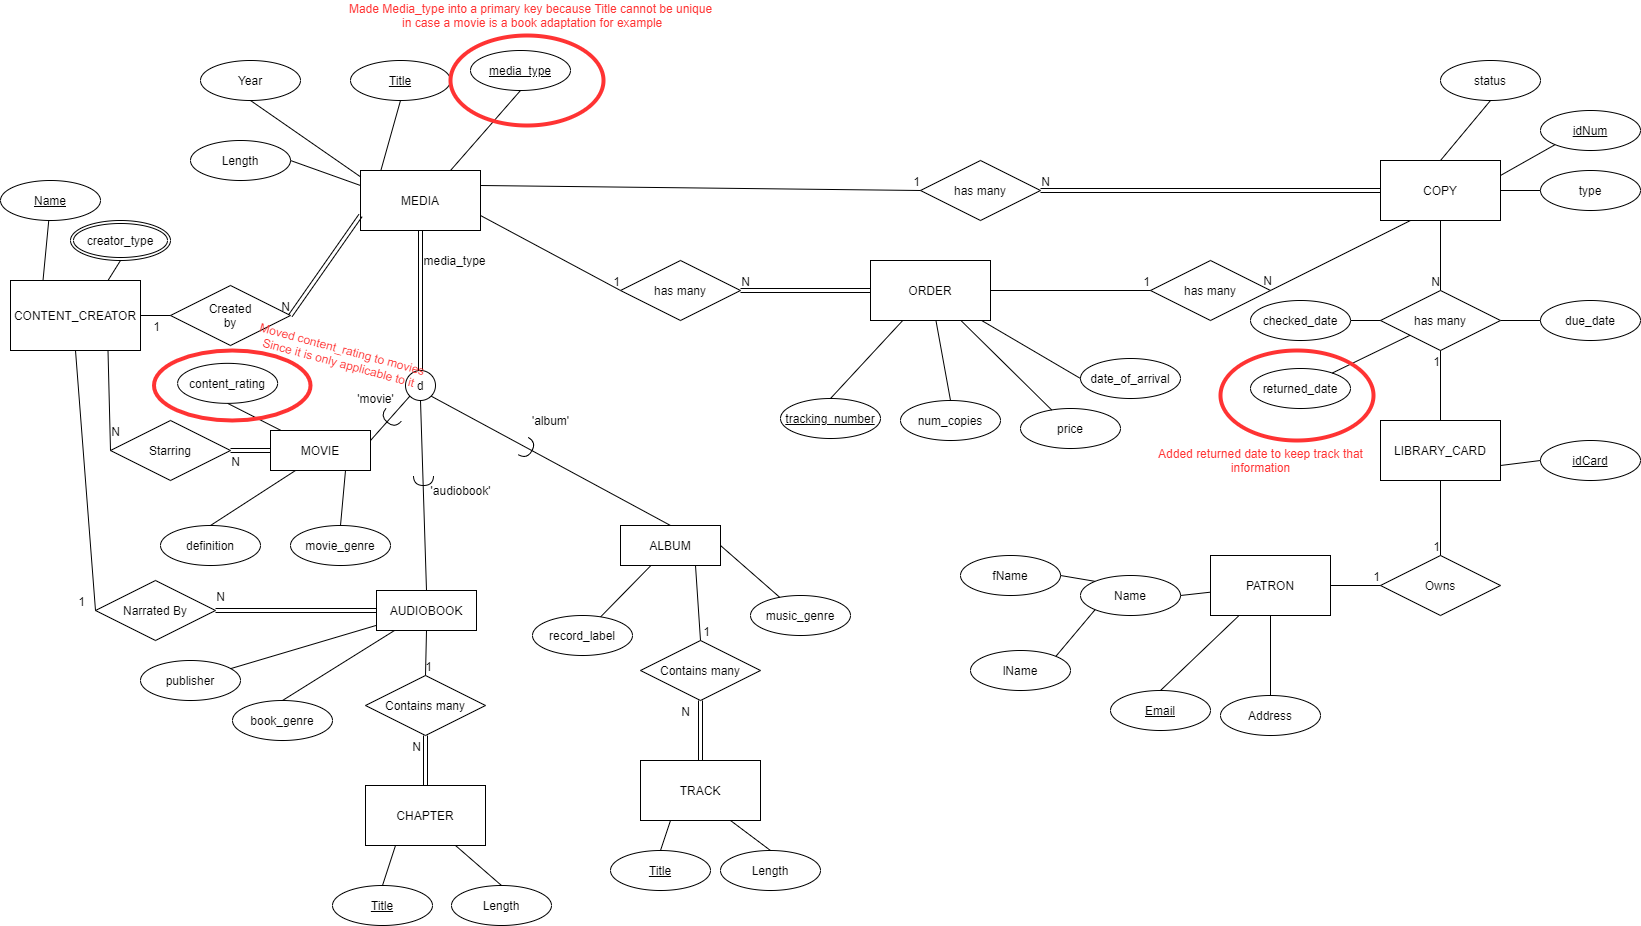 Made Media_type into a primary key because Title cannot be unique
in case a movie is a book adaptation for example
Year
Title
media_type
status
idNum
Length
type
MEDIA
1
has many
N
COPY
Name
creator_type
media_type
CONTENT_CREATOR
1
Created
by
N
1
has many
N
ORDER
1
has many
N
N
checked_date
has many
due_date
1
Moved content_rating to movies
Since it is only applicable to it
content_rating
d
'movie'
'album'
tracking_number
num_copies
price
date_of_arrival
returned_date
Added returned date to keep track that
information
LIBRARY_CARD
idCard
N
Starring
N
MOVIE
'audiobook'
definition
movie_genre
ALBUM
record_label
music_genre
1
Owns
1
PATRON
Name
fName
lName
Email
Address
1
Narrated By
N
AUDIOBOOK
publisher
book_genre
1
Contains many
N
CHAPTER
Title
Length
1
Contains many
N
TRACK
Title
Length